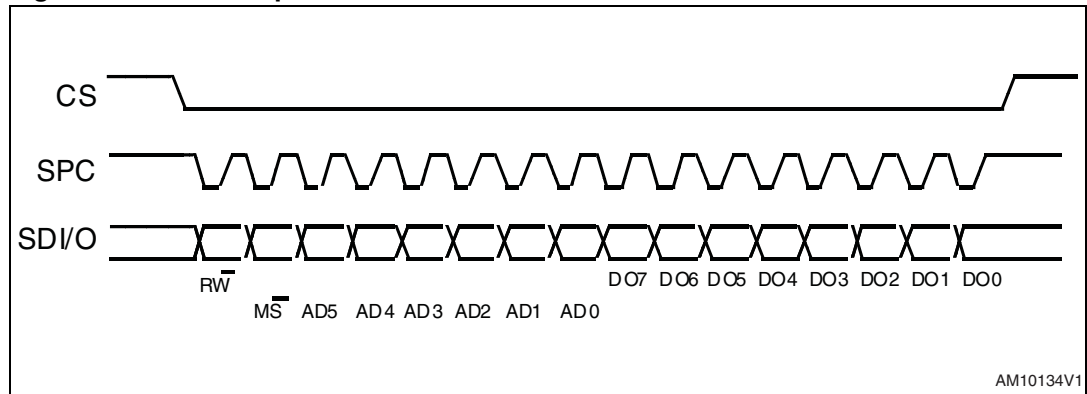 CS
SPC
SDI/O
RW
DO7 DO6 DO5 DO4 DO3 DO2 DO1 DO0
MS AD5 AD4 AD3 AD2 AD1 AD0
AM10134V1